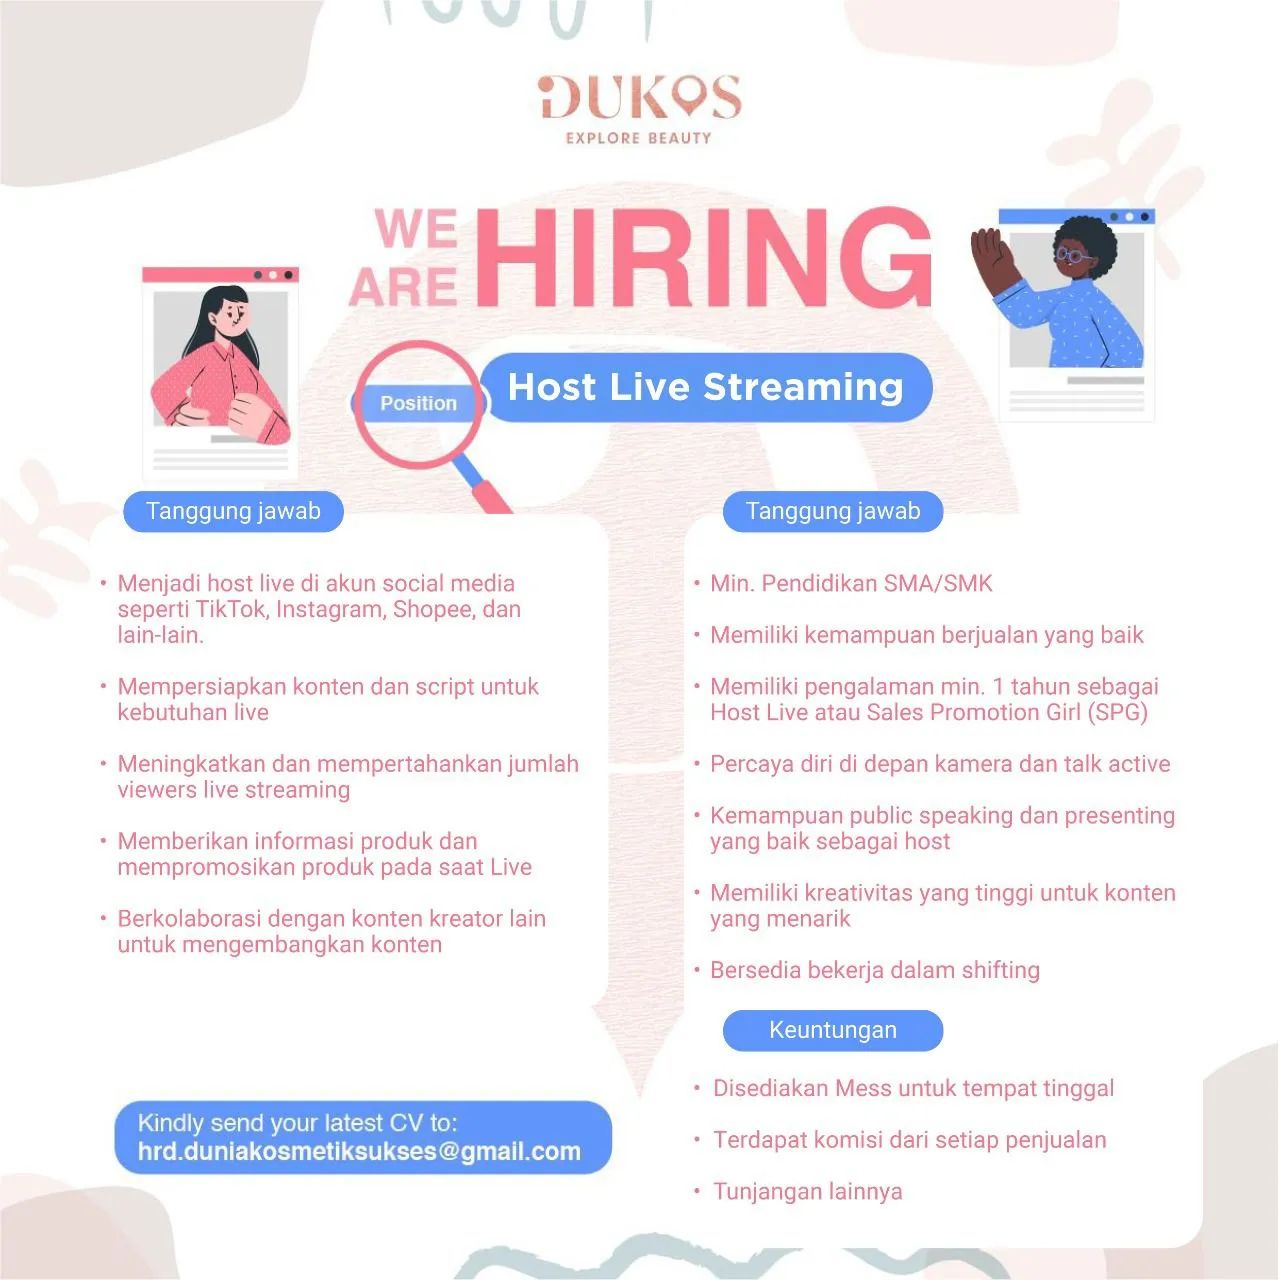 DUKOS
EXPLORE BEAUTY
WE
ARE
HIRING
Position
Host Live Streaming
Tanggung jawab
• Menjadi host live di akun social media
seperti TikTok, Instagram, Shopee, dan
lain-lain.
• Mempersiapkan konten dan script untuk
kebutuhan live
• Meningkatkan dan mempertahankan jumlah
viewers live streaming
• Memberikan informasi produk dan
mempromosikan produk pada saat Live
• Berkolaborasi dengan konten kreator lain
untuk mengembangkan konten
Kindly send your latest CV to:
hrd.duniakosmetiksukses@gmail.com
Tanggung jawab
• Min. Pendidikan SMA/SMK
• Memiliki kemampuan berjualan yang baik
• Memiliki pengalaman min. 1 tahun sebagai
Host Live atau Sales Promotion Girl (SPG)
• Percaya diri di depan kamera dan talk active
• Kemampuan public speaking dan presenting
yang baik sebagai host
• Memiliki kreativitas yang tinggi untuk konten
yang menarik
• Bersedia bekerja dalam shifting
Keuntungan
• Disediakan Mess untuk tempat tinggal
• Terdapat komisi dari setiap penjualan
• Tunjangan lainnya